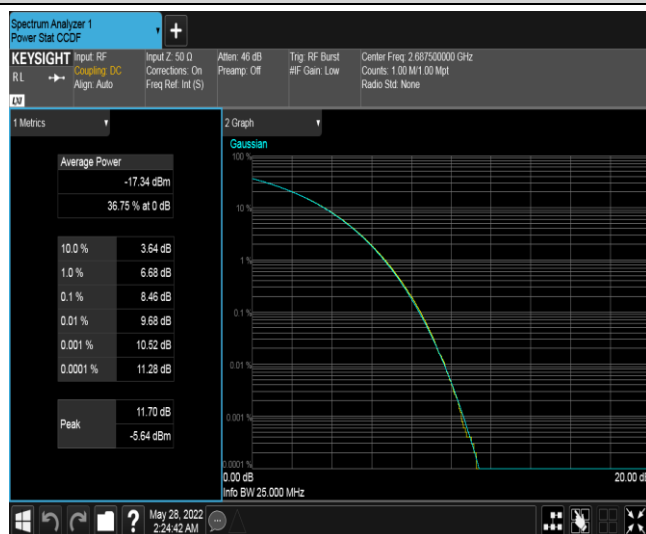 Spectrum Analyzer 1
Power Stat CCDF
+
KEYSIGHT
RL
LXI
Input: RF
Coupling: DC
Align: Auto
Input Z: 50 Ω
Corrections: On
Freq Ref: Int (S)
Atten: 46 dB
Preamp: Off
Trig: RF Burst
#IF Gain: Low
Center Freq: 2.687500000 GHz
Counts: 1.00 M/1.00 Mpt
Radio Std: None
1 Metrics
Average Power
-17.34 dBm
36.75 % at 0 dB
10.0 % 3.64 dB
1.0 % 6.68 dB
0.1 % 8.46 dB
0.01 % 9.68 dB
0.001 % 10.52 dB
0.0001 % 11.28 dB
Peak
11.70 dB
-5.64 dBm
2 Graph
Gaussian
100 %
10 %
1 %
0.1 %
0.01 %
0.001 %
0.0001 %
0.00 dB 20.00 dB
Info BW 25.000 MHz
?
May 28, 2022
2:24:42 AM